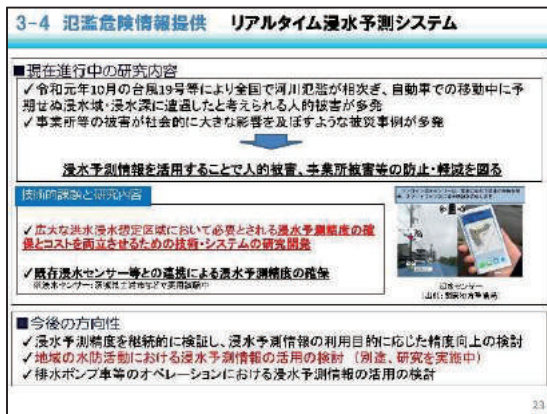 3-4 氾濫危険情報提供 リアルタイム浸水予測システム
■現在進行中の研究内容
✓令和元年10月の台風19号等により全国で河川氾濫が相次ぎ、自動車での移動中に予
期せぬ浸水域・浸水深に遭遇したと考えられる人的被害が多発
✓事業所等の被害が社会的に大きな影響を及ぼすような被災事例が多発
浸水予測情報を活用することで人的被害、事業所被害等の防止・軽減を図る
技術的課題と研究内容
✓広大な洪水浸水想定区域において必要とされる浸水予測精度の確
保とコストを両立させるための技術・システムの研究開発
✓既存浸水センサー等との連携による浸水予測精度の確保
浸水センサー
■今後の方向性
✓浸水予測精度を継続的に検証し、浸水予測情報の利用目的に応じた精度向上の検討
✓地域の水防活動における浸水予測情報の活用の検討 (別途、研究を実施中)
✓排水ポンプ車等のオペレーションにおける浸水予測情報の活用の検討
23